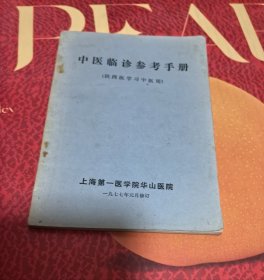 中医临诊参考手册
(供西医学习中医用)
上海第一医学院华山医院
一九七七年元月修订